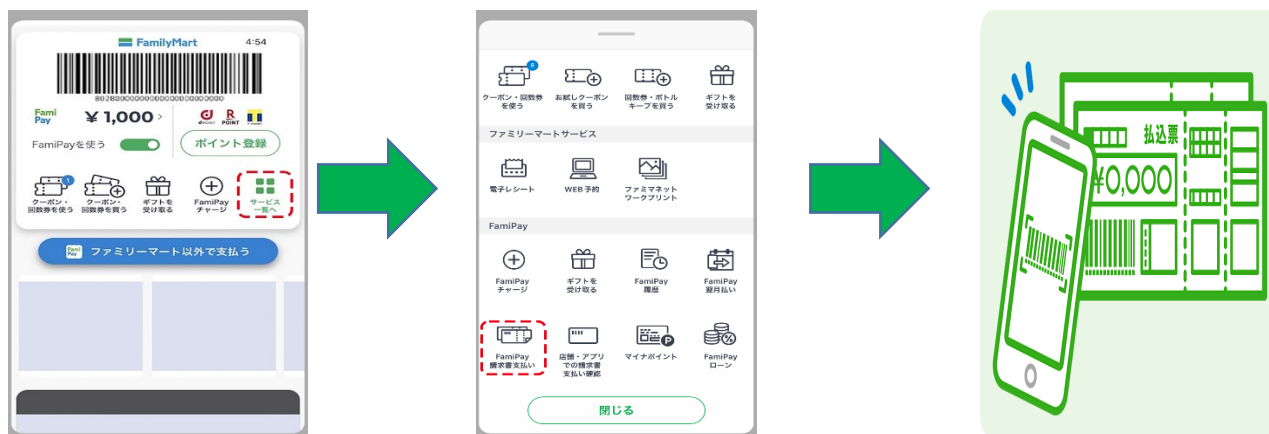 FamilyMart
4:54
8028000000000000000000000
Fami
Pay
¥1,000 >
d POINT
R
POINT
FamiPayを使う
ポイント登録
1
クーポン・
回数券を使う
クーポン・
回数券を買う
ギフトを
受け取る
FamiPay
チャージ
サービス
一覧へ
Fami
Pay
ファミリーマート以外で支払う
8
クーポン・回数券
を使う
お試しクーポン
を買う
回数券・ボトル
キープを買う
ギフトを
受け取る
ファミリーマートサービス
電子レシート
WEB予約
ファミマネット
ワークプリント
FamiPay
FamiPay
チャージ
ギフトを
受け取る
FamiPay
履歴
FamiPay
翌月払い
FamiPay
請求書支払い
店舗・アプリ
での請求書
支払い確認
P
マイナポイント
%
FamiPay
ローン
閉じる
払込票
¥0,000